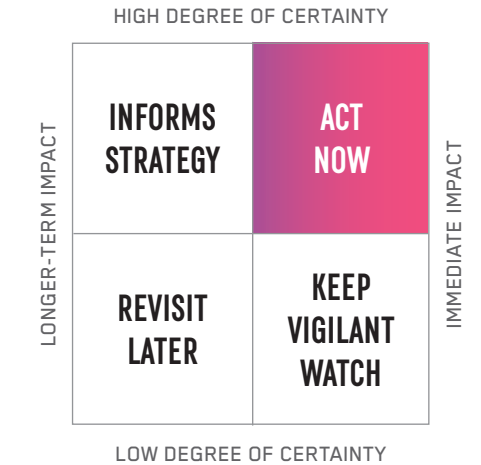 HIGH DEGREE OF CERTAINTY
LONGER-TERM IMPACT
INFORMS
STRATEGY
ACT
NOW
IMMEDIATE IMPACT
REVISIT
LATER
KEEP
VIGILANT
WATCH
LOW DEGREE OF CERTAINTY